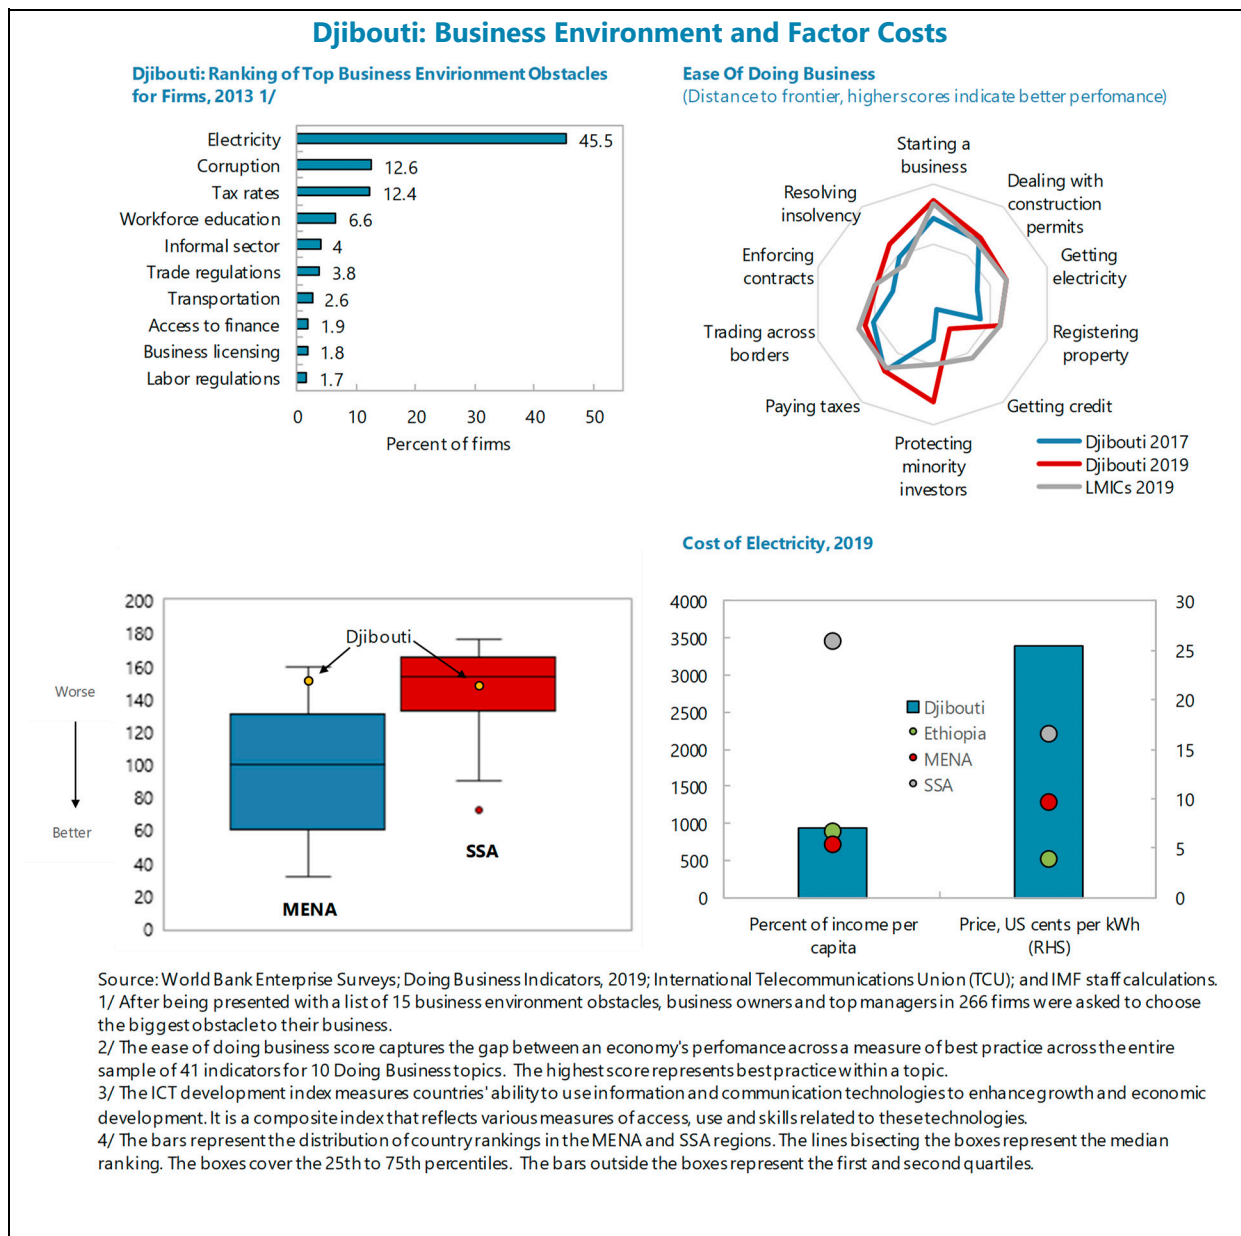 Djibouti: Business Environment and Factor Costs
Djibouti: Ranking of Top Business Envirionment Obstacles
for Firms, 2013 1/
Electricity
45.5
Corruption
12.6
Tax rates
12.4
Workforce education
6.6
Informal sector
4
Trade regulations
3.8
Transportation
2.6
Access to finance
1.9
Business licensing
1.8
Labor regulations
1.7
0 10 20 30 40 50
Percent of firms
Ease Of Doing Business
(Distance to frontier, higher scores indicate better perfomance)
Starting a
business
Dealing with
construction
permits
Getting
electricity
Registering
property
Getting credit
Protecting
minority
investors
Paying taxes
Trading across
borders
Enforcing
contracts
Resolving
insolvency
Djibouti 2017
Djibouti 2019
LMICs 2019
Worse
Better
200
180
160
140
120
100
80
60
40
20
0
Djibouti
MENA
SSA
Cost of Electricity, 2019
4000
3500
3000
2500
2000
1500
1000
500
0
30
25
20
15
10
5
0
Djibouti
Ethiopia
MENA
SSA
Percent of income per
capita
Price, US cents per kWh
(RHS)
Source: World Bank Enterprise Surveys; Doing Business Indicators, 2019; International Telecommunications Union (TCU); and IMF staff calculations.
1/ After being presented with a list of 15 business environment obstacles, business owners and top managers in 266 firms were asked to choose
the biggest obstacle to their business.
2/ The ease of doing business score captures the gap between an economy's perfomance across a measure of best practice across the entire
sample of 41 indicators for 10 Doing Business topics. The highest score represents best practice within a topic.
3/ The ICT development index measures countries' ability to use information and communication technologies to enhance growth and economic
development. It is a composite index that reflects various measures of access, use and skills related to these technologies.
4/ The bars represent the distribution of country rankings in the MENA and SSA regions. The lines bisecting the boxes represent the median
ranking. The boxes cover the 25th to 75th percentiles. The bars outside the boxes represent the first and second quartiles.